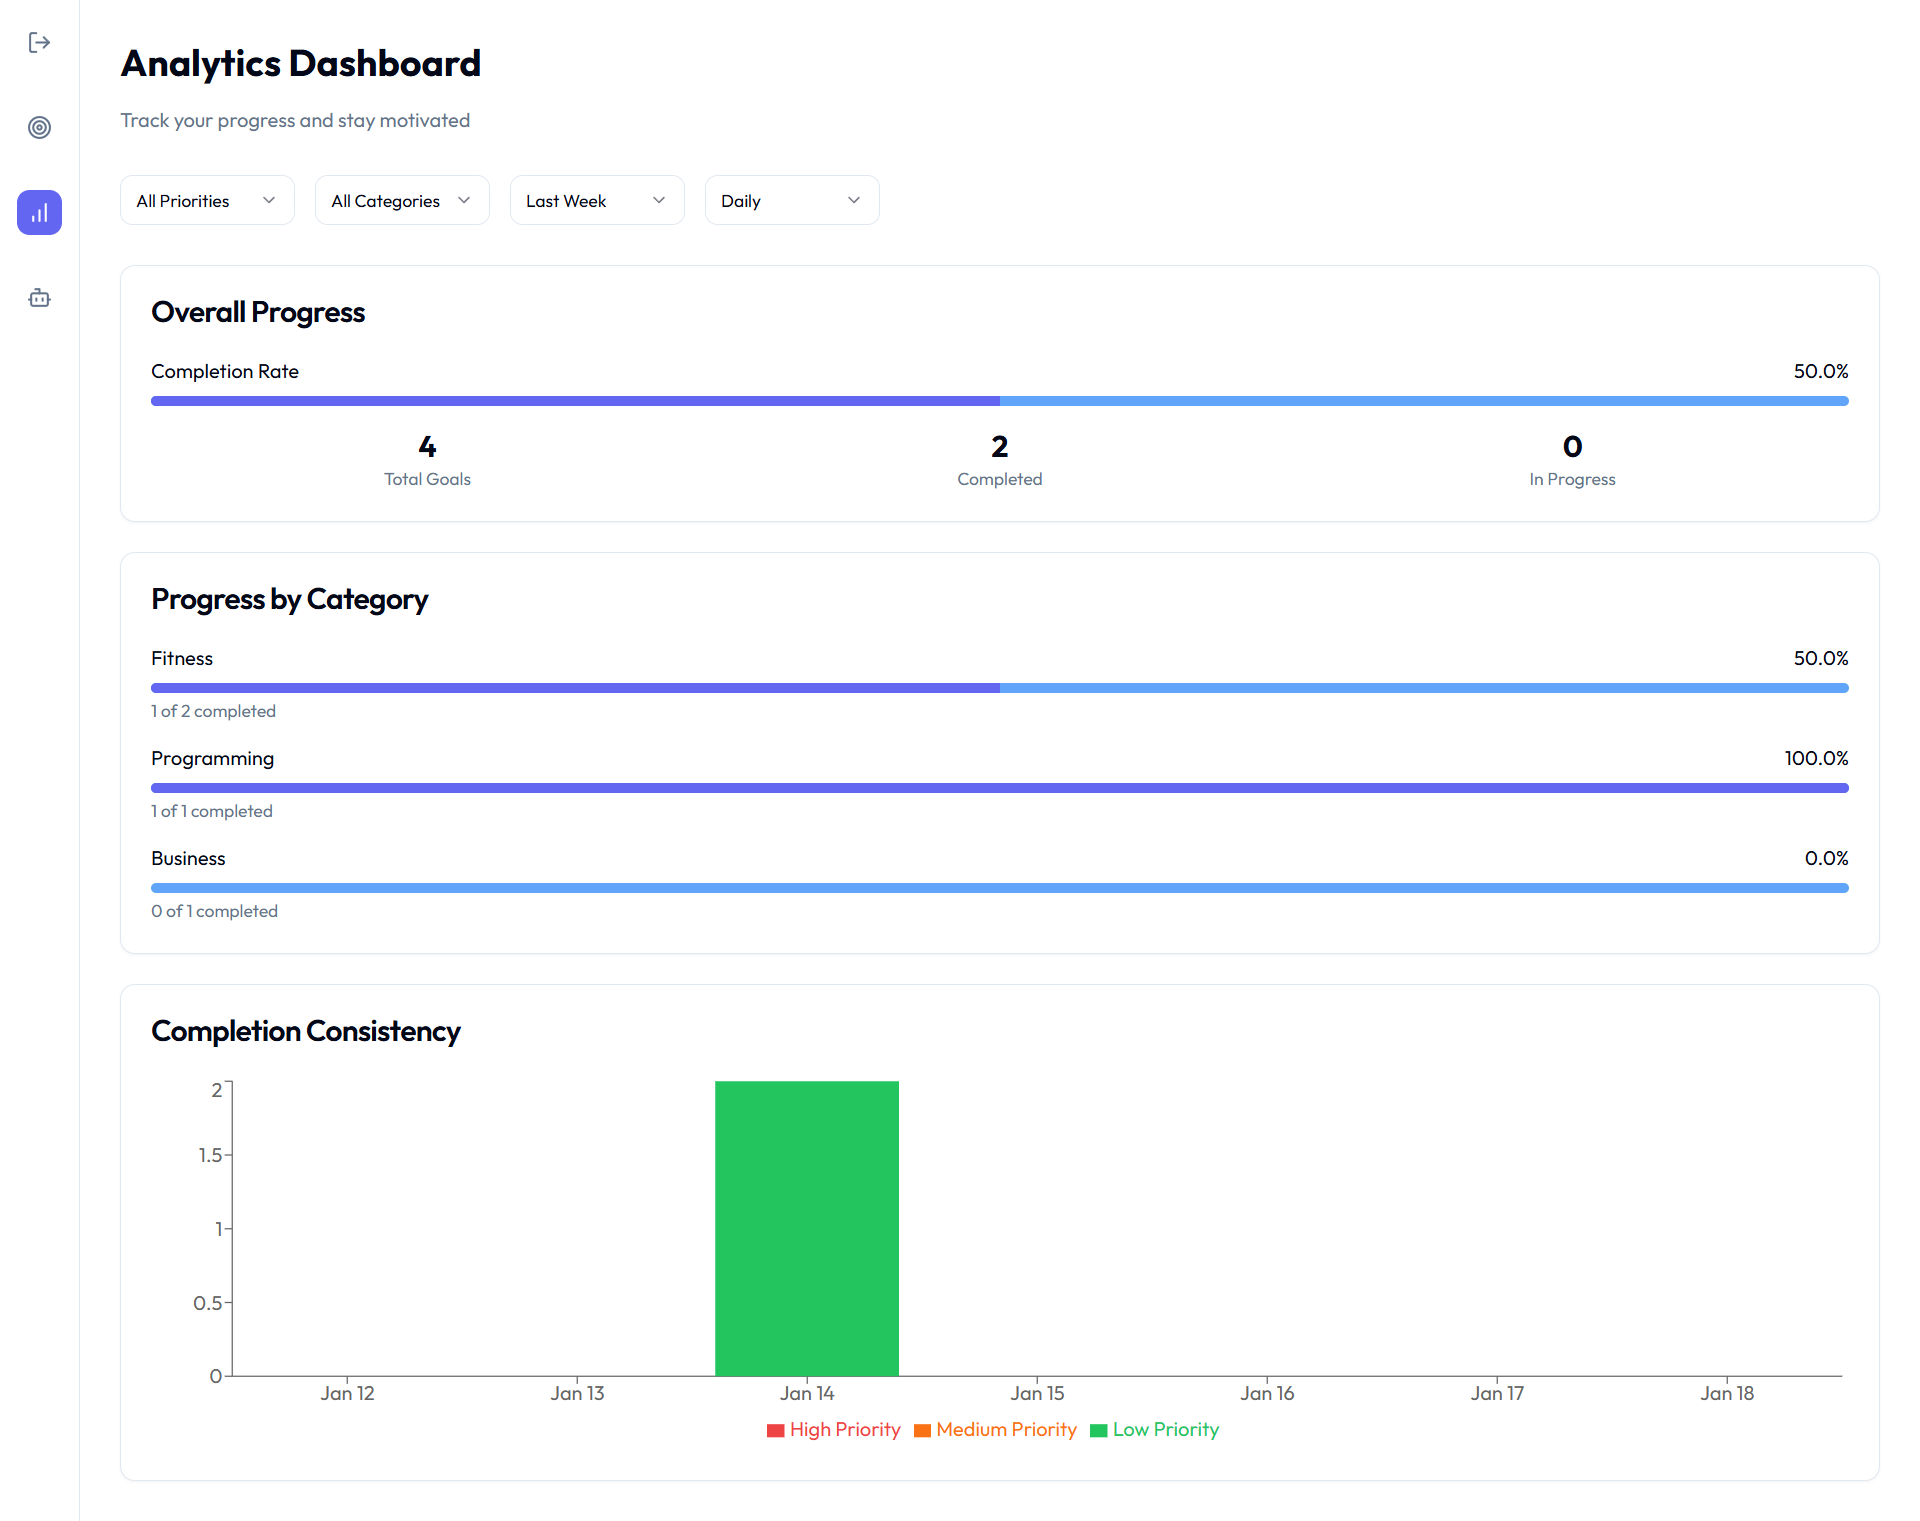 Analytics Dashboard
Track your progress and stay motivated
All Priorities
All Categories
Last Week
Daily
Overall Progress
Completion Rate
50.0%
4
2
0
Total Goals
Completed
In Progress
Progress by Category
Fitness
50.0%
1 of 2 completed
Programming
100.0%
1 of 1 completed
Business
0.0%
0 of 1 completed
Completion Consistency
2
1.5
1
0.5
0
Jan 12
Jan 13
Jan 14
Jan 15
Jan 16
Jan 17
Jan 18
High Priority
Medium Priority
Low Priority